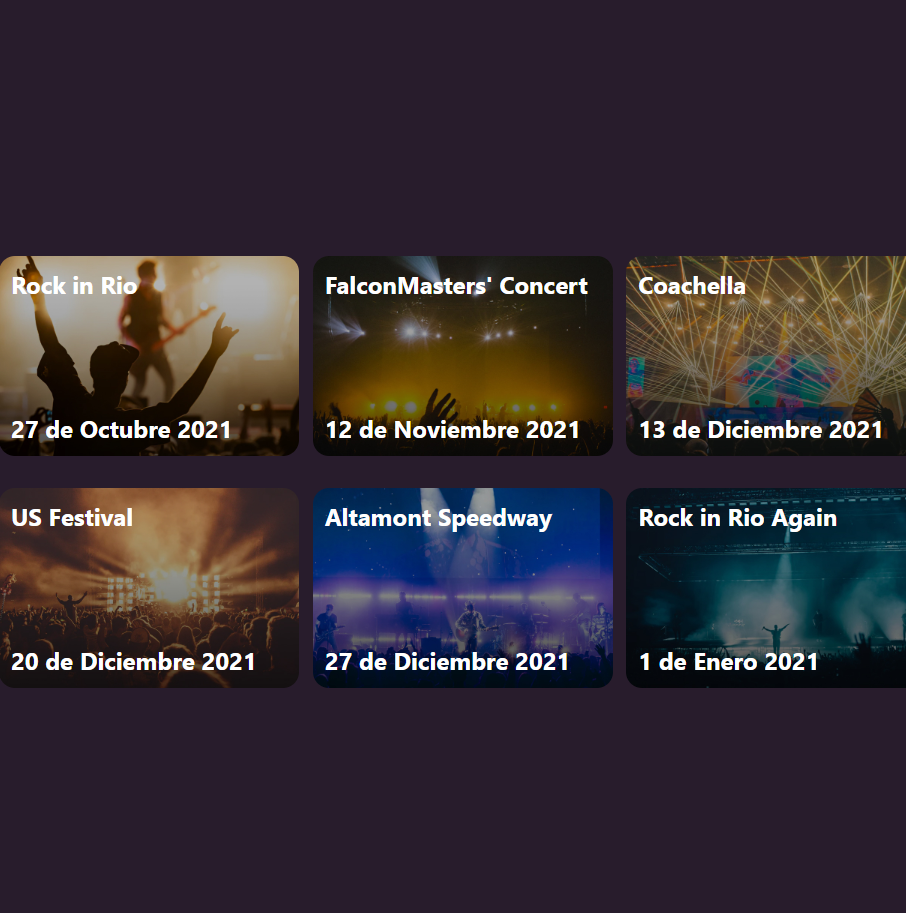 Rock in Rio
27 de Octubre 2021
FalconMasters' Concert
12 de Noviembre 2021
Coachella
13 de Diciembre 2021
US Festival
20 de Diciembre 2021
Altamont Speedway
27 de Diciembre 2021
Rock in Rio Again
1 de Enero 2021